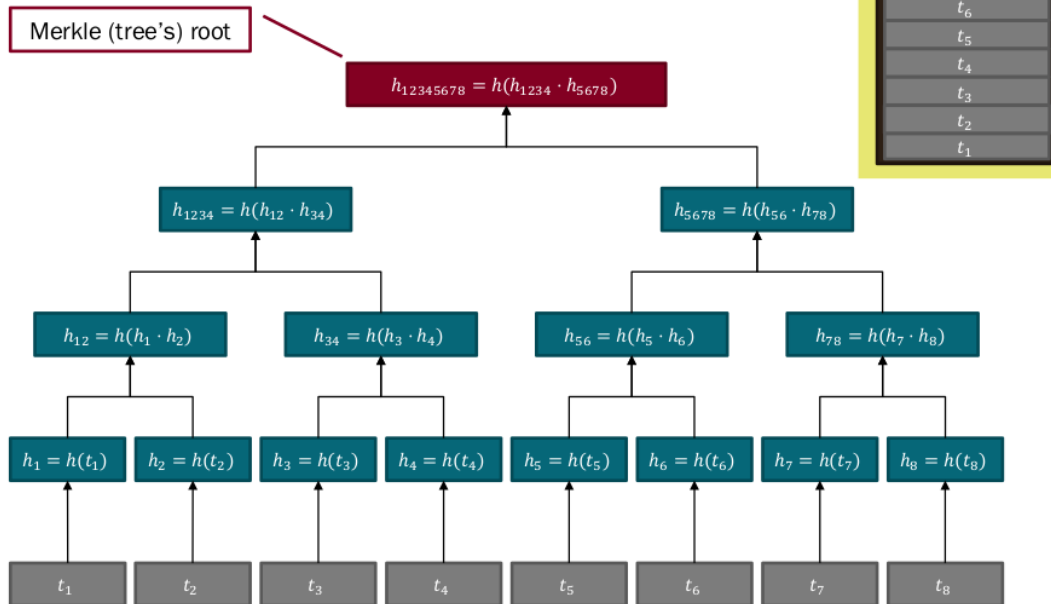 Merkle (tree's) root
t₆
t₅
t₄
t₃
t₂
t₁
h₁₂₃₄₅₆₇₈ = h(h₁₂₃₄ · h₅₆₇₈)
h₁₂₃₄ = h(h₁₂ · h₃₄)
h₅₆₇₈ = h(h₅₆ · h₇₈)
h₁₂ = h(h₁ · h₂)
h₃₄ = h(h₃ · h₄)
h₅₆ = h(h₅ · h₆)
h₇₈ = h(h₇ · h₈)
h₁ = h(t₁)
h₂ = h(t₂)
h₃ = h(t₃)
h₄ = h(t₄)
h₅ = h(t₅)
h₆ = h(t₆)
h₇ = h(t₇)
h₈ = h(t₈)
t₁
t₂
t₃
t₄
t₅
t₆
t₇
t₈